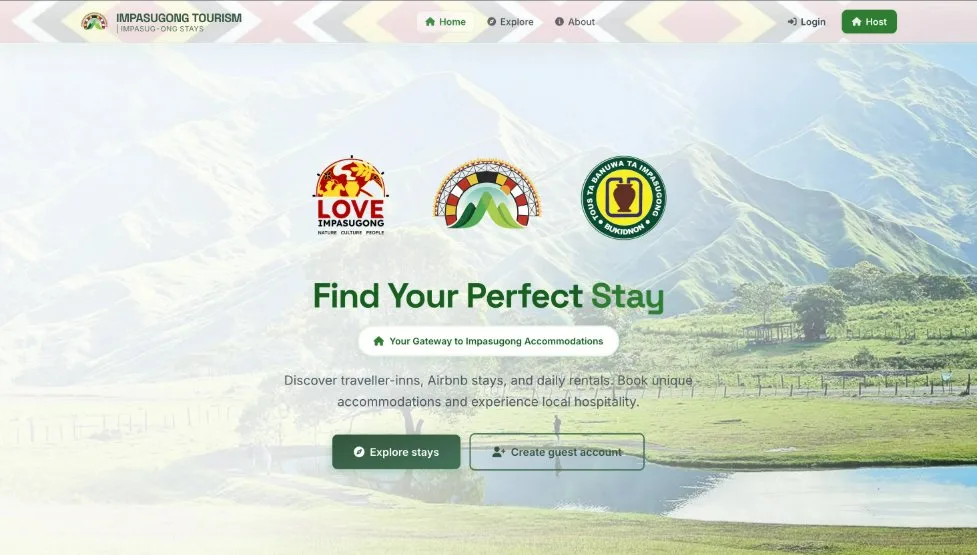 IMPASUGONG TOURISM
IMPASUG-ONG STAYS
Home
Explore
About
Login
Host
LOVE
IMPASUGONG
NATURE CULTURE PEOPLE
TOUS TA BANUWA TA IMPASUGONG
BUKIDNON
Find Your Perfect Stay
Your Gateway to Impasugong Accommodations
Discover traveller-inns, Airbnb stays, and daily rentals. Book unique
accommodations and experience local hospitality.
Explore stays
Create guest account